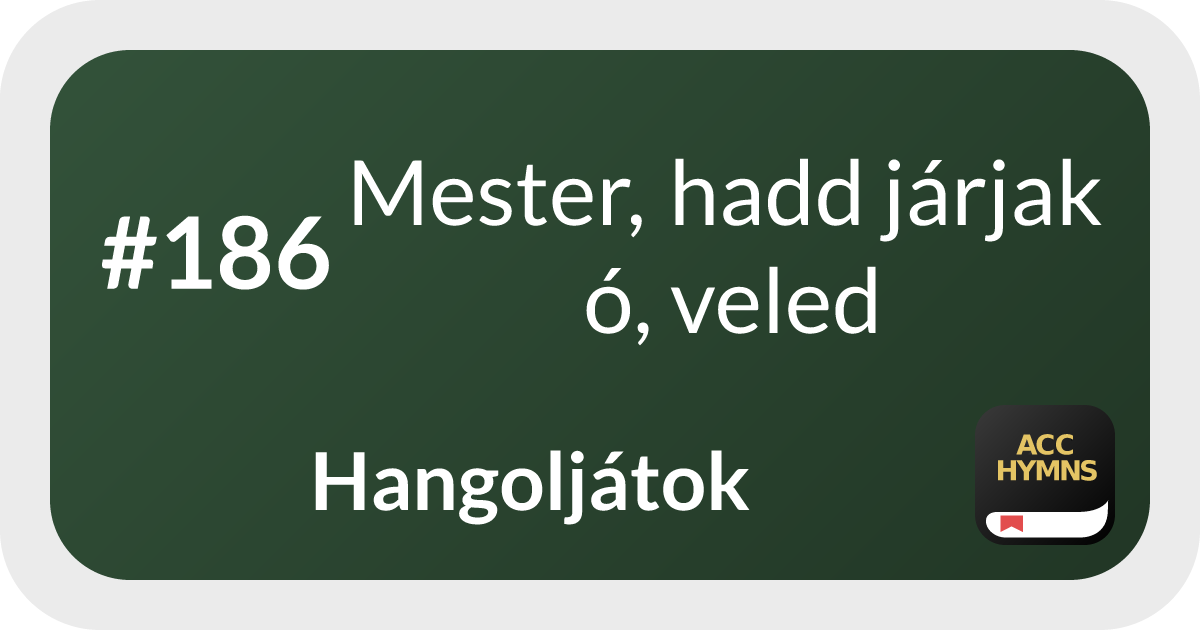 #186
Mester, hadd járjak
ó, veled
Hangoljátok
ACC
HYMNS